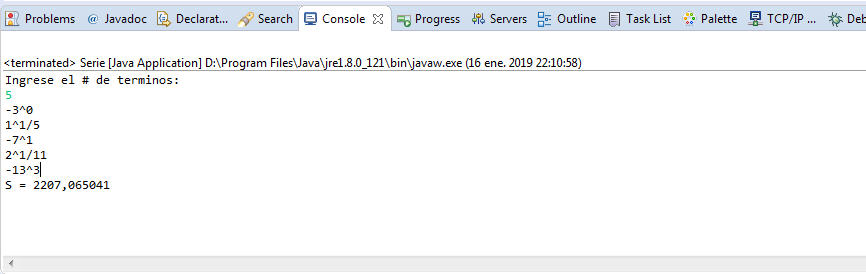 Problems @ Javadoc Declarat... Search Console Progress Servers Outline Task List Palette TCP/IP ... Deb
<terminated> Serie [Java Application] D:\Program Files\Java\jre1.8.0_121\bin\javaw.exe (16 ene. 2019 22:10:58)
Ingrese el # de terminos:
5
-3^0
1^1/5
-7^1
2^1/11
-13^3
S = 2207,065041